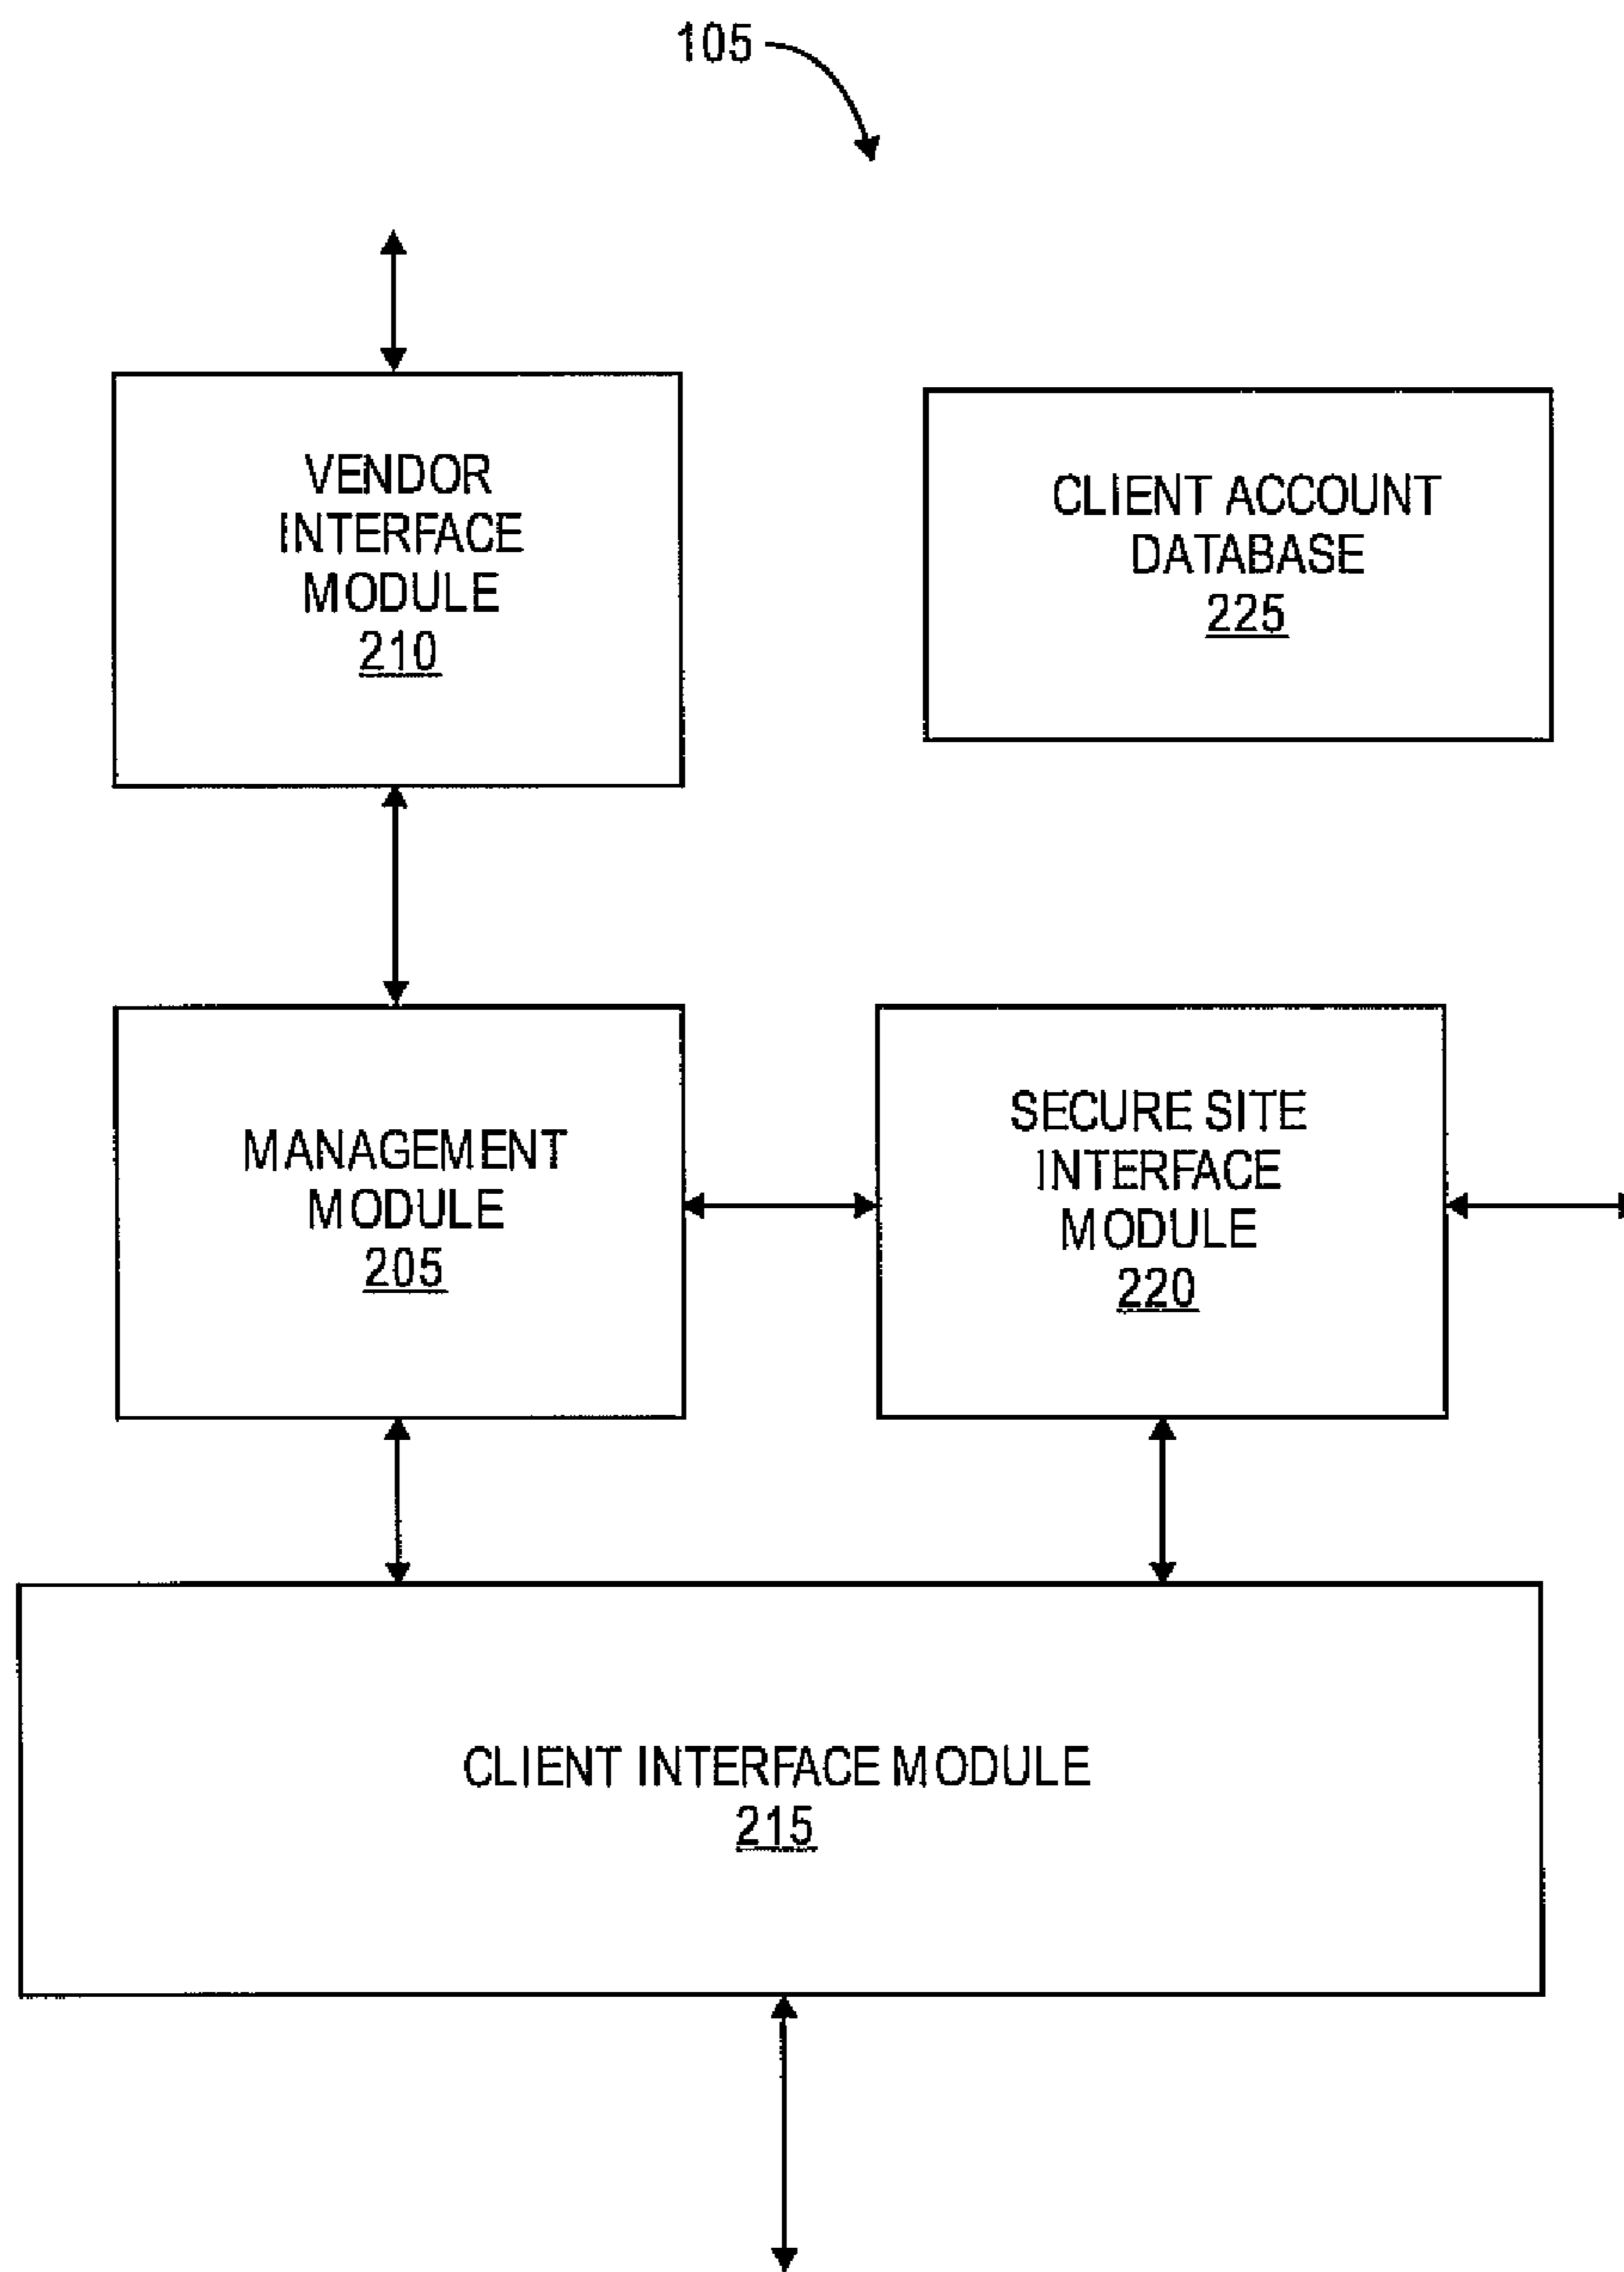 105
VENDOR
INTERFACE
MODULE
210
CLIENT ACCOUNT
DATABASE
225
MANAGEMENT
MODULE
205
SECURE SITE
INTERFACE
MODULE
220
CLIENT INTERFACE MODULE
215